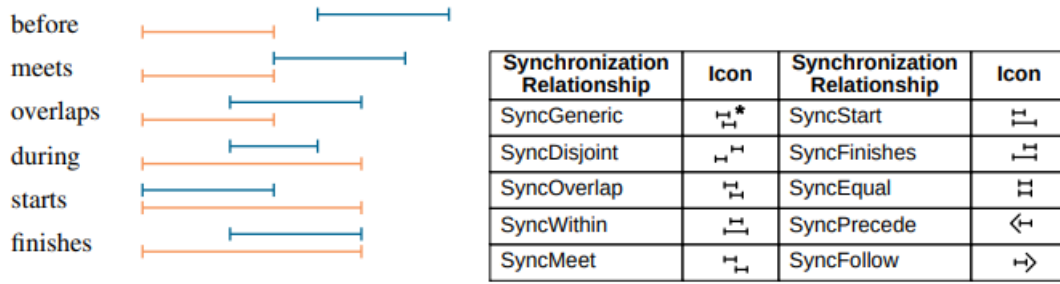 before
meets
overlaps
during
starts
finishes
Synchronization Relationship Icon Synchronization Relationship Icon
SyncGeneric * SyncStart
SyncDisjoint SyncFinishes
SyncOverlap SyncEqual
SyncWithin SyncPrecede
SyncMeet SyncFollow